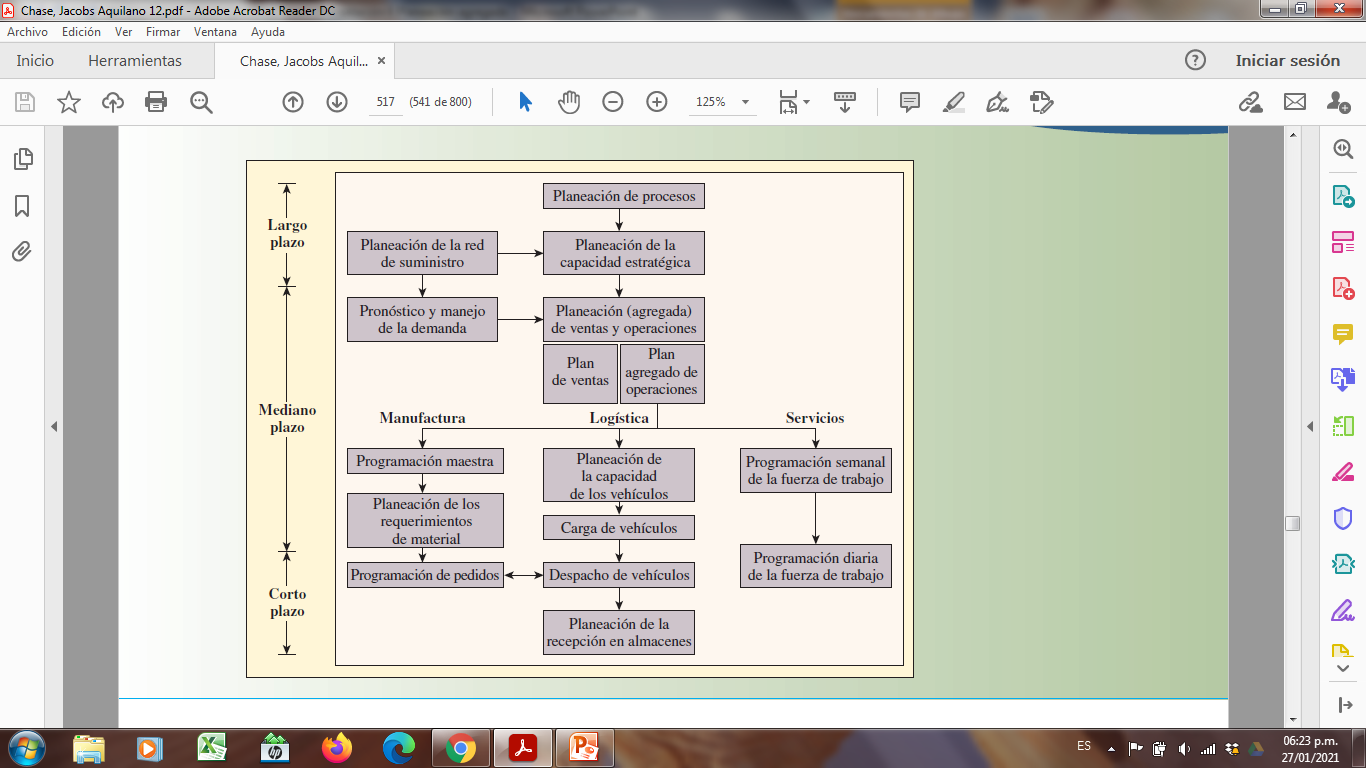 Chase, Jacobs Aquilano 12.pdf - Adobe Acrobat Reader DC
Archivo Edición Ver Firmar Ventana Ayuda
Inicio Herramientas Chase, Jacobs Aquil... × ? Iniciar sesión
517 (541 de 800) 125%
Planeación de procesos
Largo
plazo
Planeación de la red
de suministro
Planeación de la
capacidad estratégica
Pronóstico y manejo
de la demanda
Planeación (agregada)
de ventas y operaciones
Plan
de ventas
Plan
agregado de
operaciones
Mediano
plazo
Manufactura Logística Servicios
Programación maestra
Planeación de
la capacidad
de los vehículos
Programación semanal
de la fuerza de trabajo
Planeación de los
requerimientos
de material
Carga de vehículos
Programación diaria
de la fuerza de trabajo
Programación de pedidos
Despacho de vehículos
Corto
plazo
Planeación de la
recepción en almacenes
ES
06:23 p.m.
27/01/2021